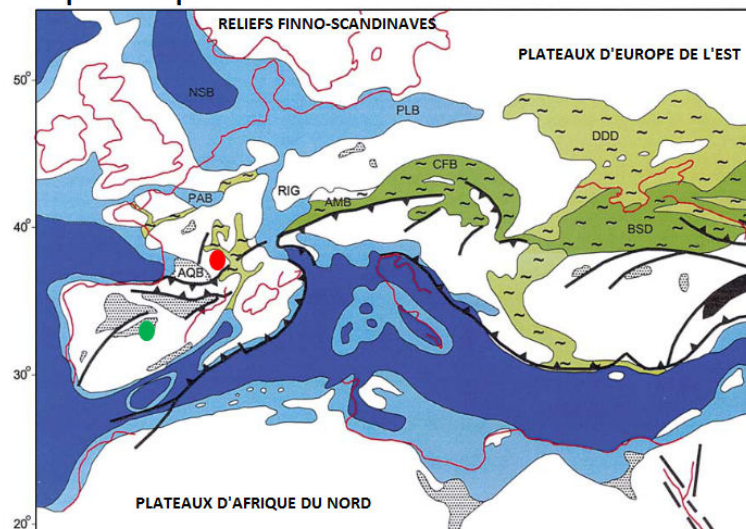 RELIEFS FINNO-SCANDINAVES
PLATEAUX D'EUROPE DE L'EST
50°
NSB
PLB
DDD
CFB
RIG
PAB
AMB
40°
BSD
AQB
30°
PLATEAUX D'AFRIQUE DU NORD
20°